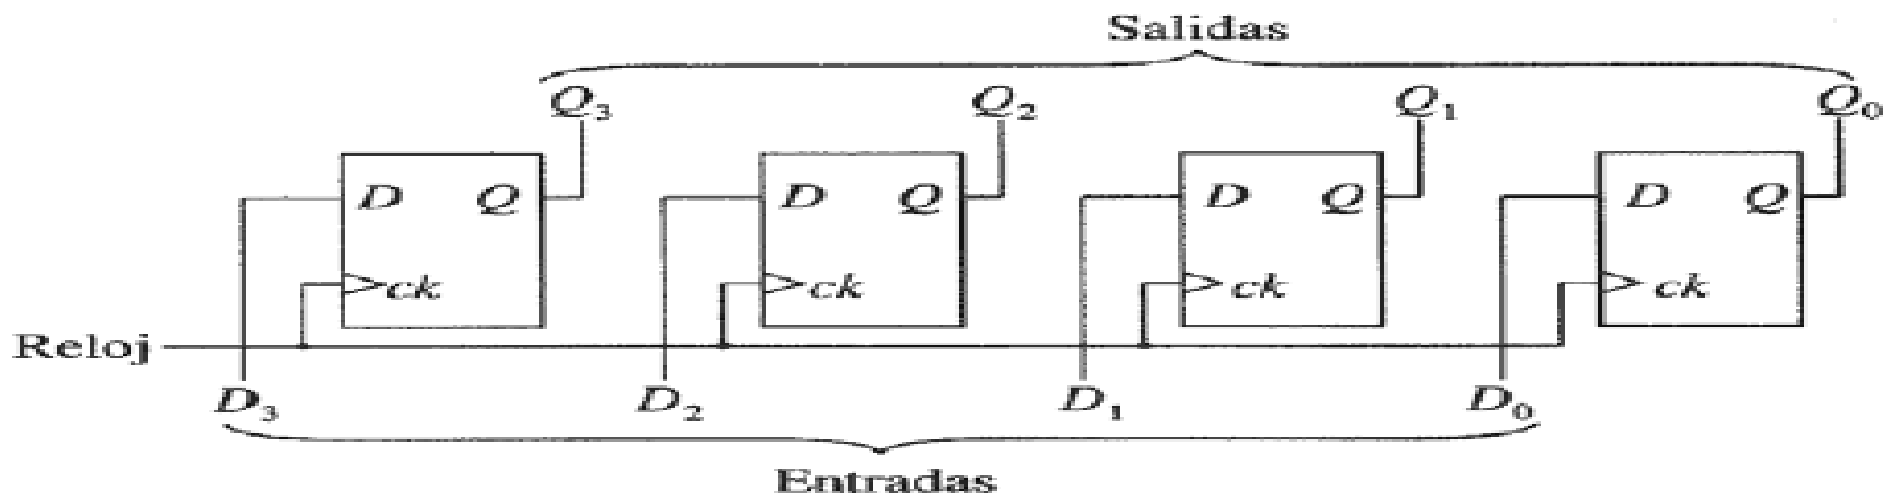 Salidas
Q3 Q2 Q1 Q0
D Q D Q D Q D Q
ck ck ck ck
Reloj
D3 D2 D1 D0
Entradas